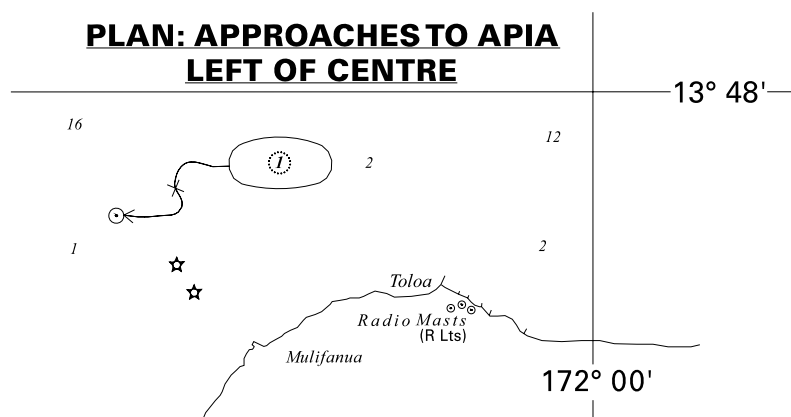 PLAN: APPROACHES TO APIA
LEFT OF CENTRE
13° 48'
16
12
1
2
1
2
Toloa
Radio Masts
(R Lts)
Mulifanua
172° 00'